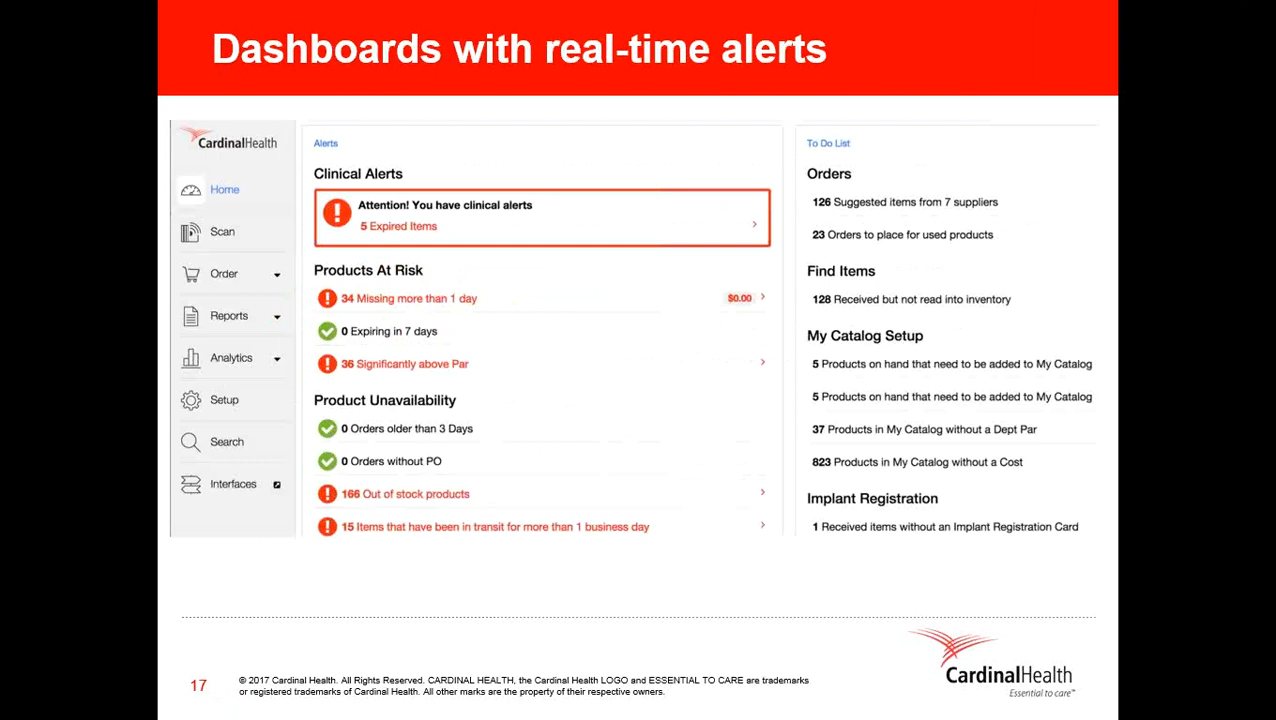 Dashboards with real-time alerts
CardinalHealth
Home
Scan
Order
Reports
Analytics
Setup
Search
Interfaces
Alerts
Clinical Alerts
Attention! You have clinical alerts
5 Expired Items
Products At Risk
34 Missing more than 1 day
$0.00
0 Expiring in 7 days
36 Significantly above Par
Product Unavailability
0 Orders older than 3 Days
0 Orders without PO
166 Out of stock products
15 Items that have been in transit for more than 1 business day
To Do List
Orders
126 Suggested items from 7 suppliers
23 Orders to place for used products
Find Items
128 Received but not read into inventory
My Catalog Setup
5 Products on hand that need to be added to My Catalog
5 Products on hand that need to be added to My Catalog
37 Products in My Catalog without a Dept Par
823 Products in My Catalog without a Cost
Implant Registration
1 Received items without an Implant Registration Card
17
© 2017 Cardinal Health. All Rights Reserved. CARDINAL HEALTH, the Cardinal Health LOGO and ESSENTIAL TO CARE are trademarks
or registered trademarks of Cardinal Health. All other marks are the property of their respective owners.
CardinalHealth
Essential to care™